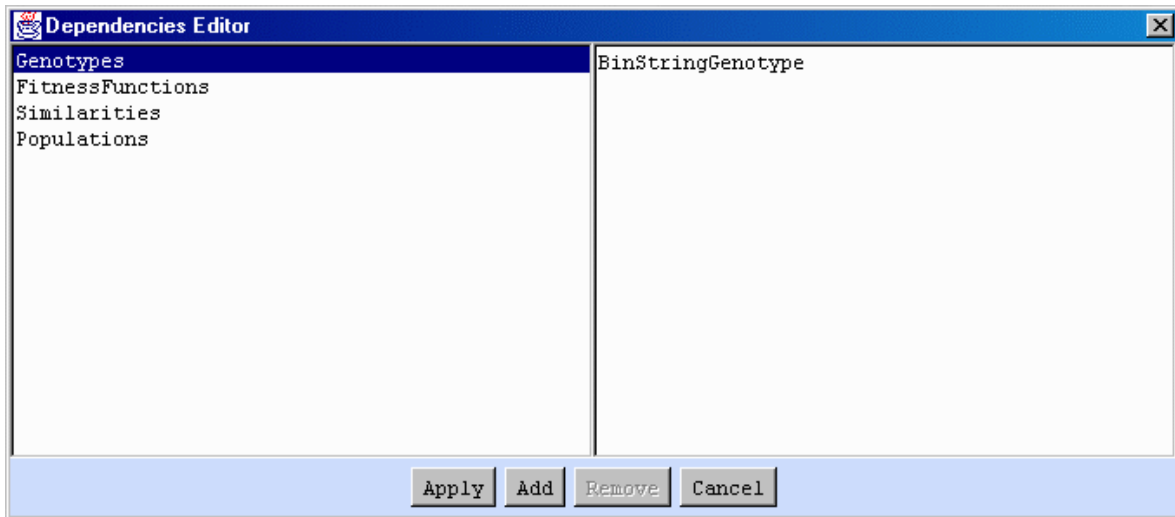 Dependencies Editor
Genotypes
FitnessFunctions
Similarities
Populations
BinStringGenotype
Apply Add Remove Cancel